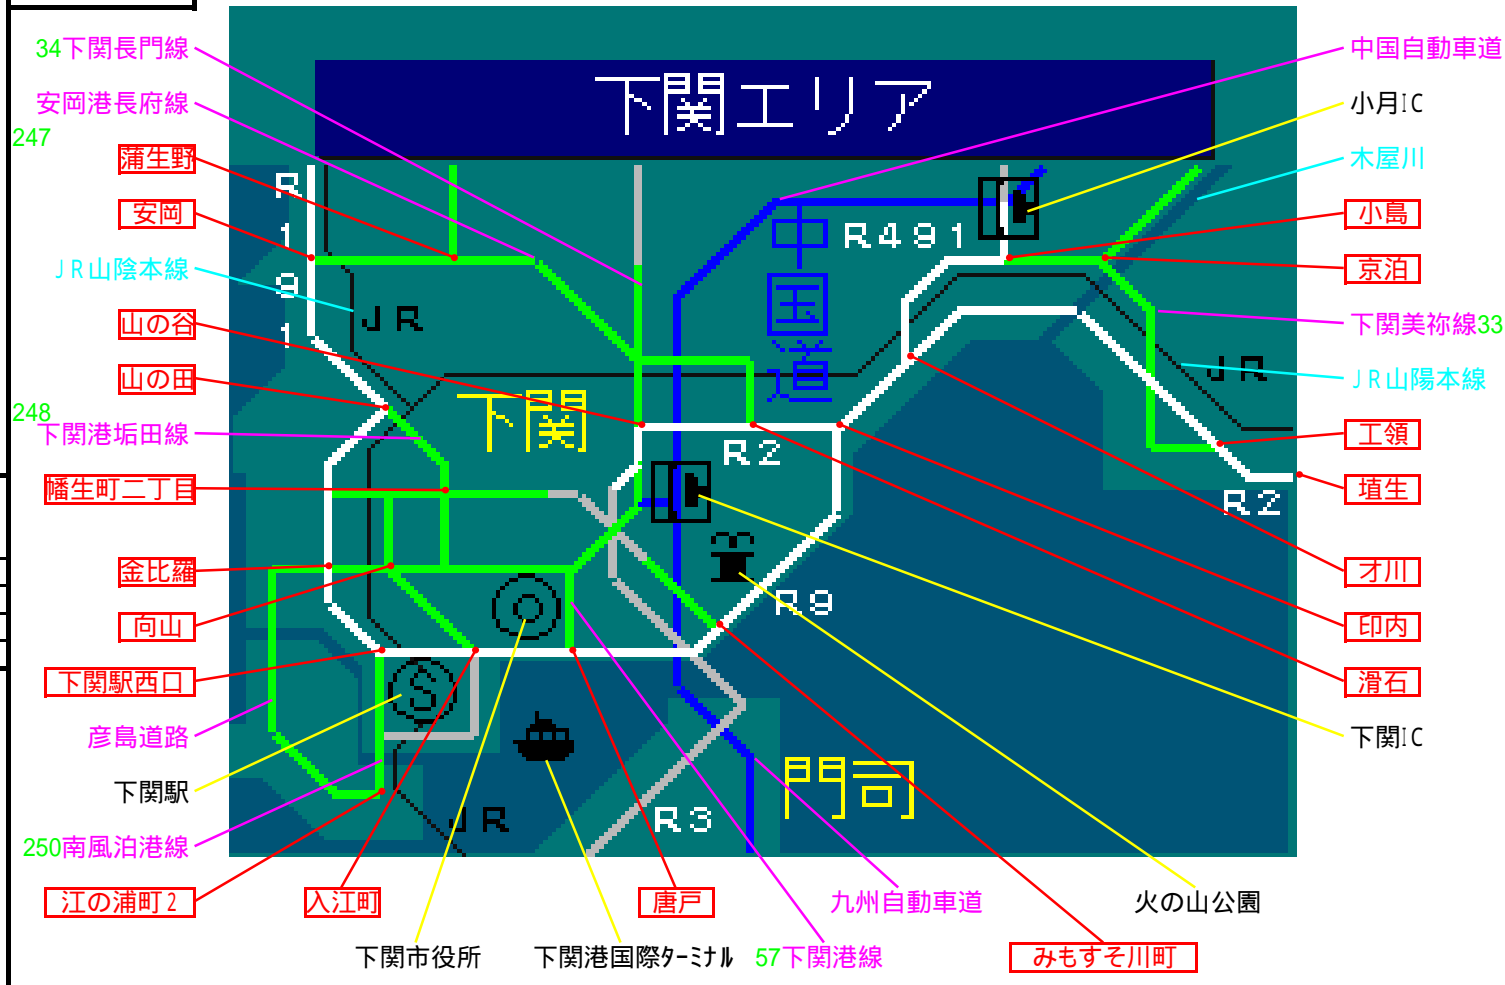 下関エリア
34下関長門線
安岡港長府線
247
蒲生野
安岡
JR山陰本線
山の谷
山の田
248
下関港垢田線
幡生町二丁目
金比羅
向山
下関駅西口
彦島道路
下関駅
250南風泊港線
江の浦町2
入江町
下関市役所
下関港国際ターミナル
唐戸
57下関港線
九州自動車道
みもすそ川町
火の山公園
中国自動車道
小月IC
木屋川
小島
京泊
下関美祢線33
JR山陽本線
工領
埴生
才川
印内
滑石
下関IC
R191
JR
下関
中国道
R491
R2
JR
R2
R9
S
JR
R3
門司